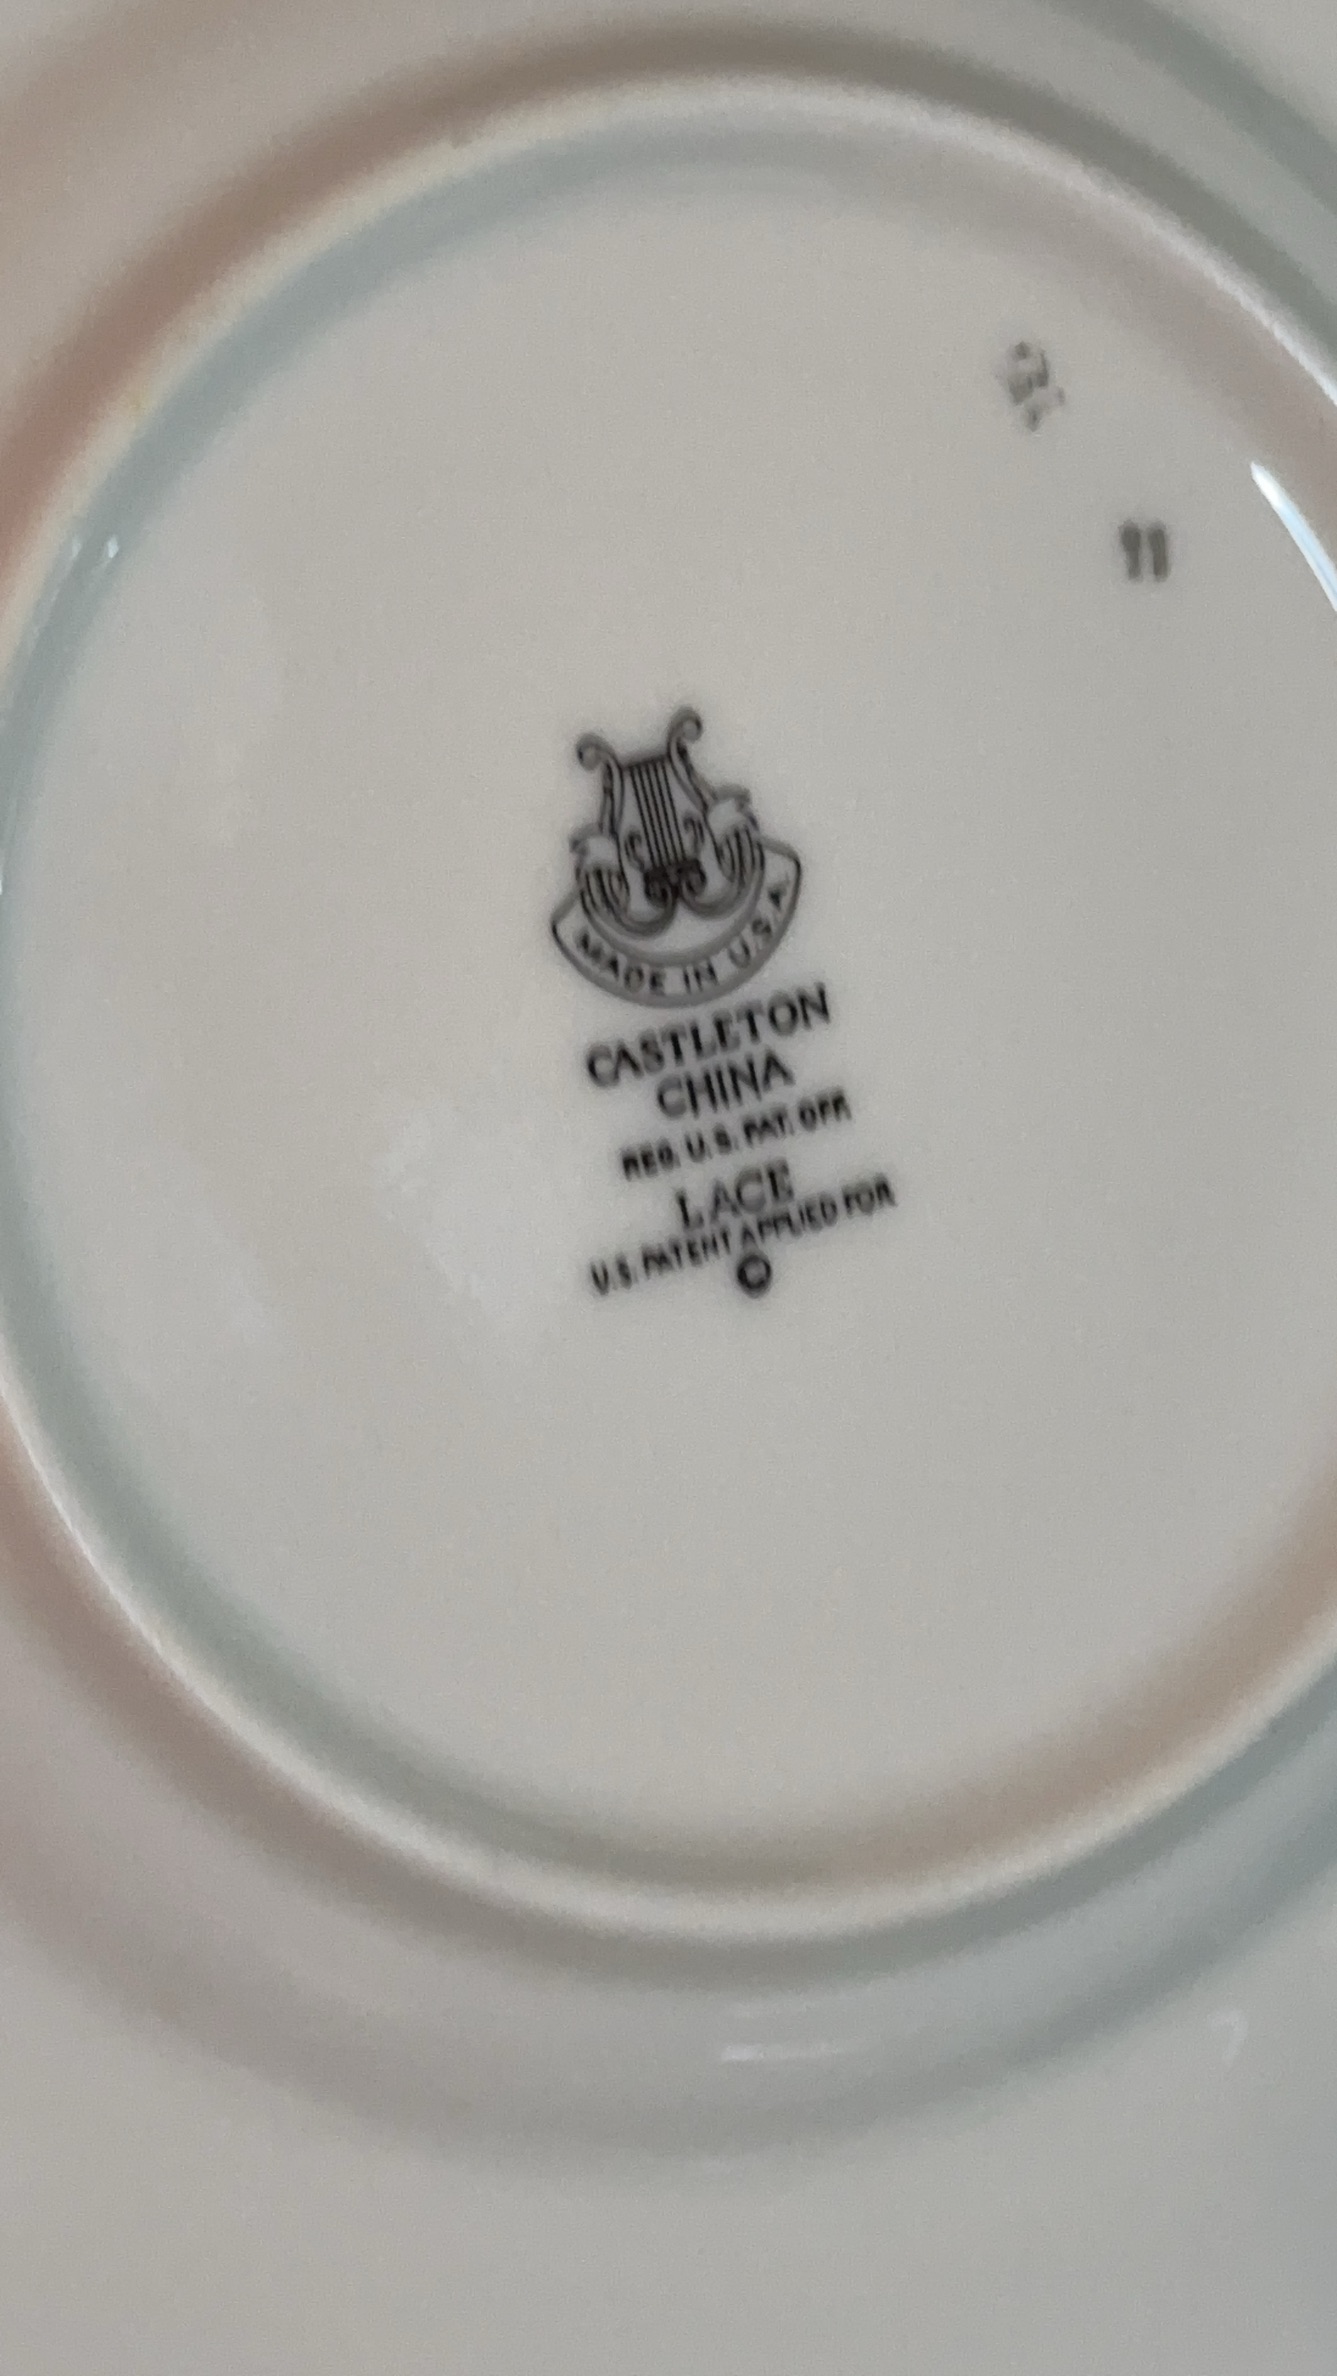 11
MADE IN U.S.A.
CASTLETON
CHINA
REG. U.S. PAT. OFF.
LACE
U.S. PATENT APPLIED FOR
©